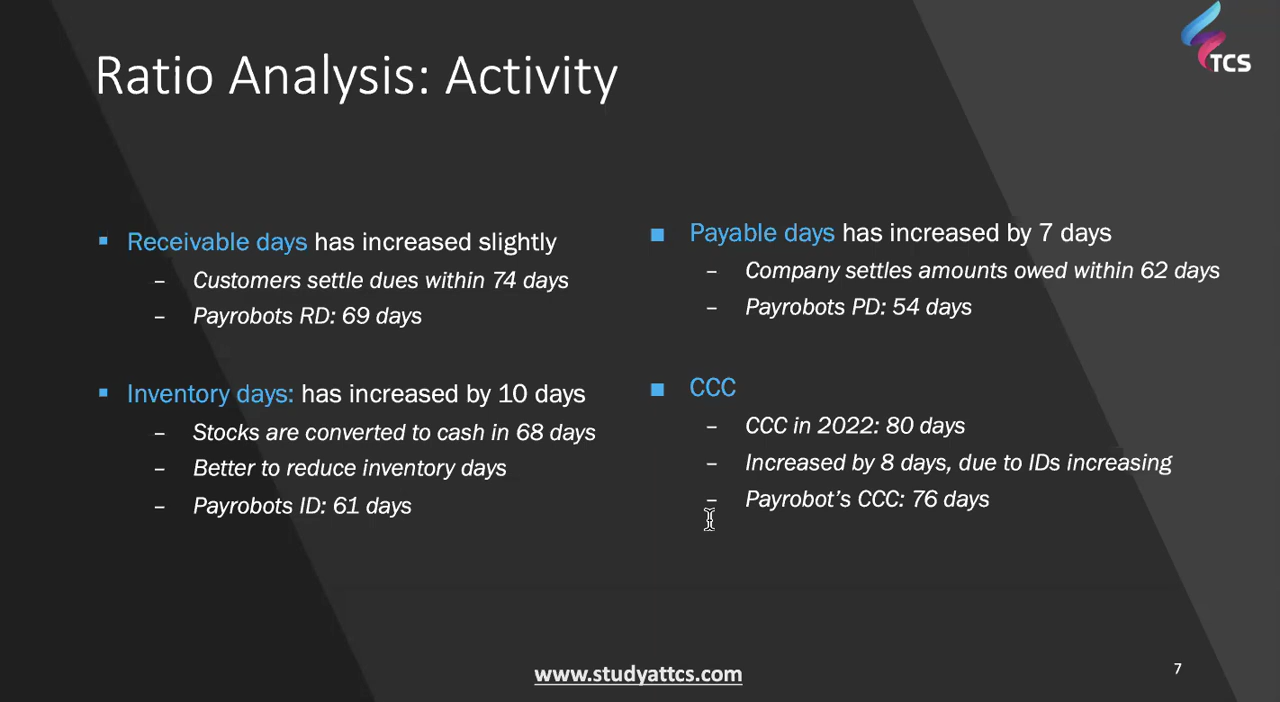 TCS
Ratio Analysis: Activity
▪ Receivable days has increased slightly
– Customers settle dues within 74 days
– Payrobots RD: 69 days
▪ Inventory days: has increased by 10 days
– Stocks are converted to cash in 68 days
– Better to reduce inventory days
– Payrobots ID: 61 days
■ Payable days has increased by 7 days
– Company settles amounts owed within 62 days
– Payrobots PD: 54 days
■ CCC
– CCC in 2022: 80 days
– Increased by 8 days, due to IDs increasing
– Payrobot’s CCC: 76 days
www.studyattcs.com
7